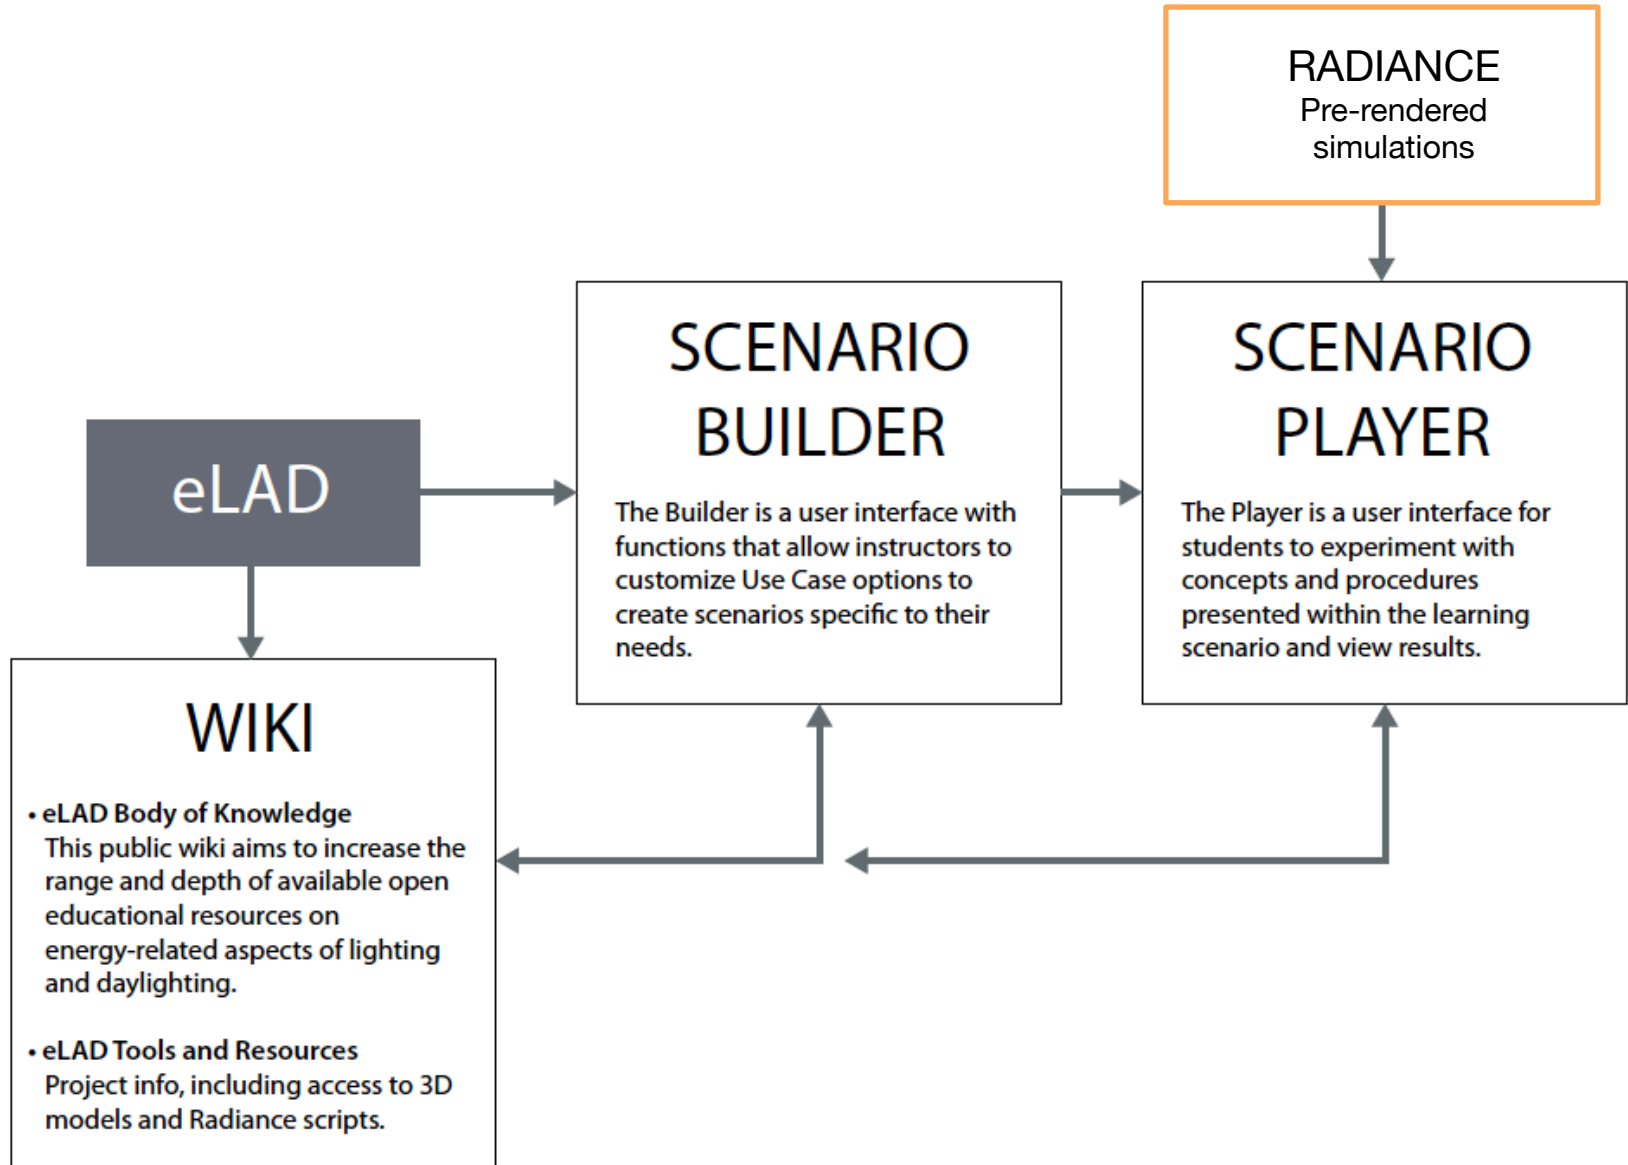 RADIANCE
Pre-rendered
simulations
eLAD
SCENARIO
BUILDER
The Builder is a user interface with
functions that allow instructors to
customize Use Case options to
create scenarios specific to their
needs.
SCENARIO
PLAYER
The Player is a user interface for
students to experiment with
concepts and procedures
presented within the learning
scenario and view results.
WIKI
• eLAD Body of Knowledge
This public wiki aims to increase the
range and depth of available open
educational resources on
energy-related aspects of lighting
and daylighting.
• eLAD Tools and Resources
Project info, including access to 3D
models and Radiance scripts.